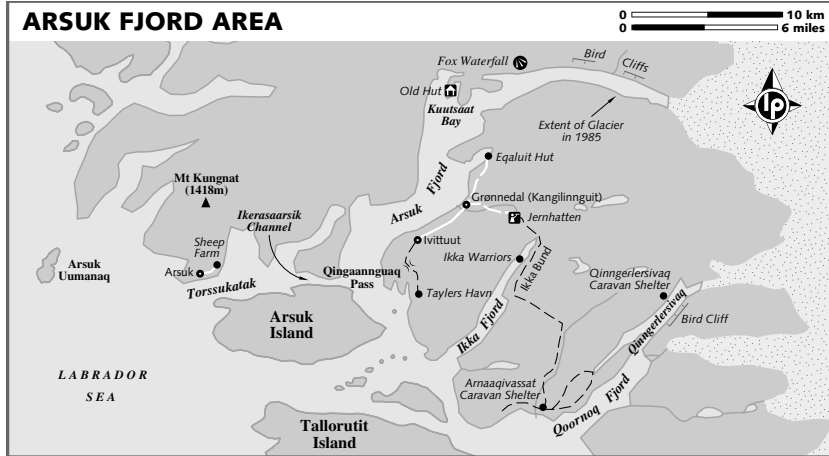 ARSUK FJORD AREA
0 10 km
0 6 miles
Fox Waterfall
Bird
Cliffs
Old Hut
Kuutsaat
Bay
lp
Extent of Glacier
in 1985
Eqaluit Hut
Mt Kungnat
(1418m)
Arsuk Fjord
Grønnedal (Kangilinnguit)
Jernhatten
Ikerasaarsik
Channel
Ivittuut
Sheep
Farm
Arsuk
Uumanaq
Arsuk
Torssukatak
Qingaannguaq
Pass
Ikka Warriors
Ikka Bund
Qinngerlersivaq
Caravan Shelter
Taylers Havn
Arsuk
Island
Ikka Fjord
Qinngerlersivaq
Bird Cliff
LABRADOR
SEA
Arnaaqivassat
Caravan Shelter
Qoornoq Fjord
Tallorutit
Island